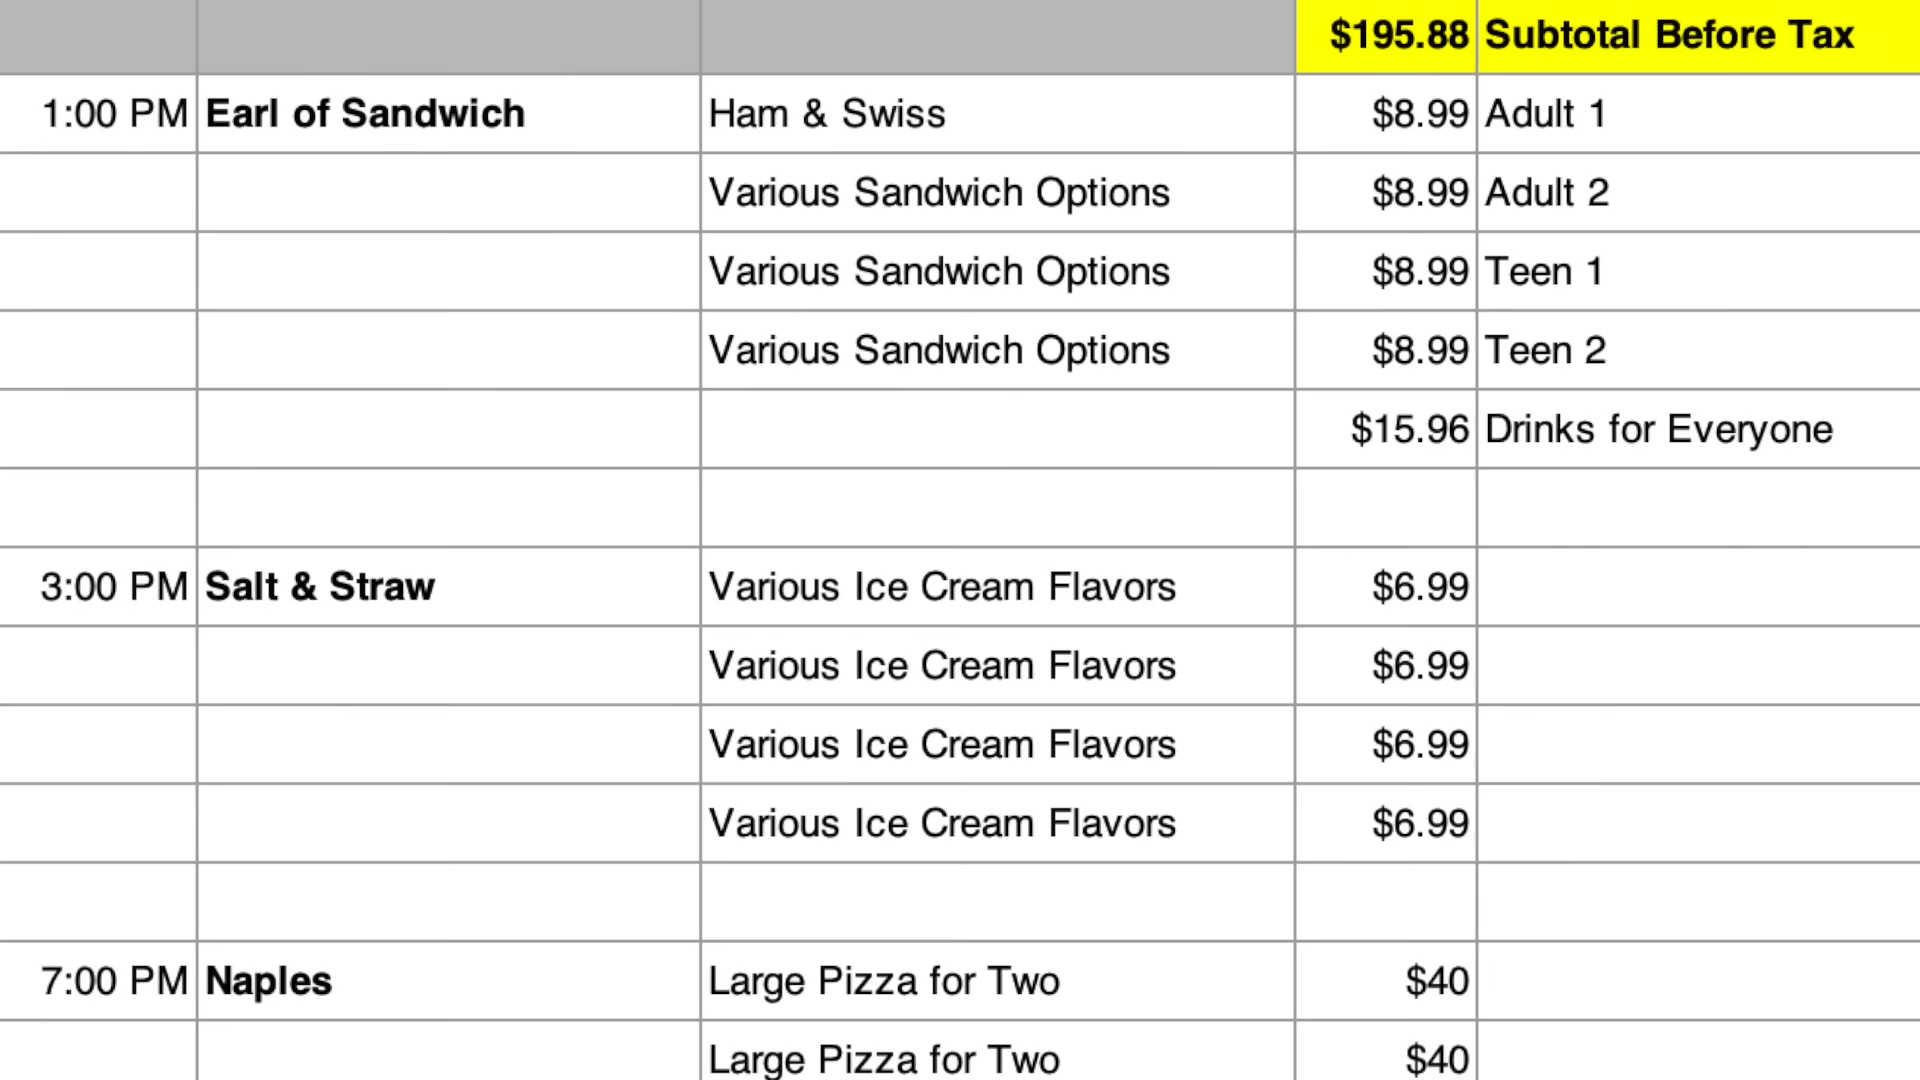 $195.88 Subtotal Before Tax
1:00 PM Earl of Sandwich Ham & Swiss $8.99 Adult 1
Various Sandwich Options $8.99 Adult 2
Various Sandwich Options $8.99 Teen 1
Various Sandwich Options $8.99 Teen 2
$15.96 Drinks for Everyone
3:00 PM Salt & Straw Various Ice Cream Flavors $6.99
Various Ice Cream Flavors $6.99
Various Ice Cream Flavors $6.99
Various Ice Cream Flavors $6.99
7:00 PM Naples Large Pizza for Two $40
Large Pizza for Two $40